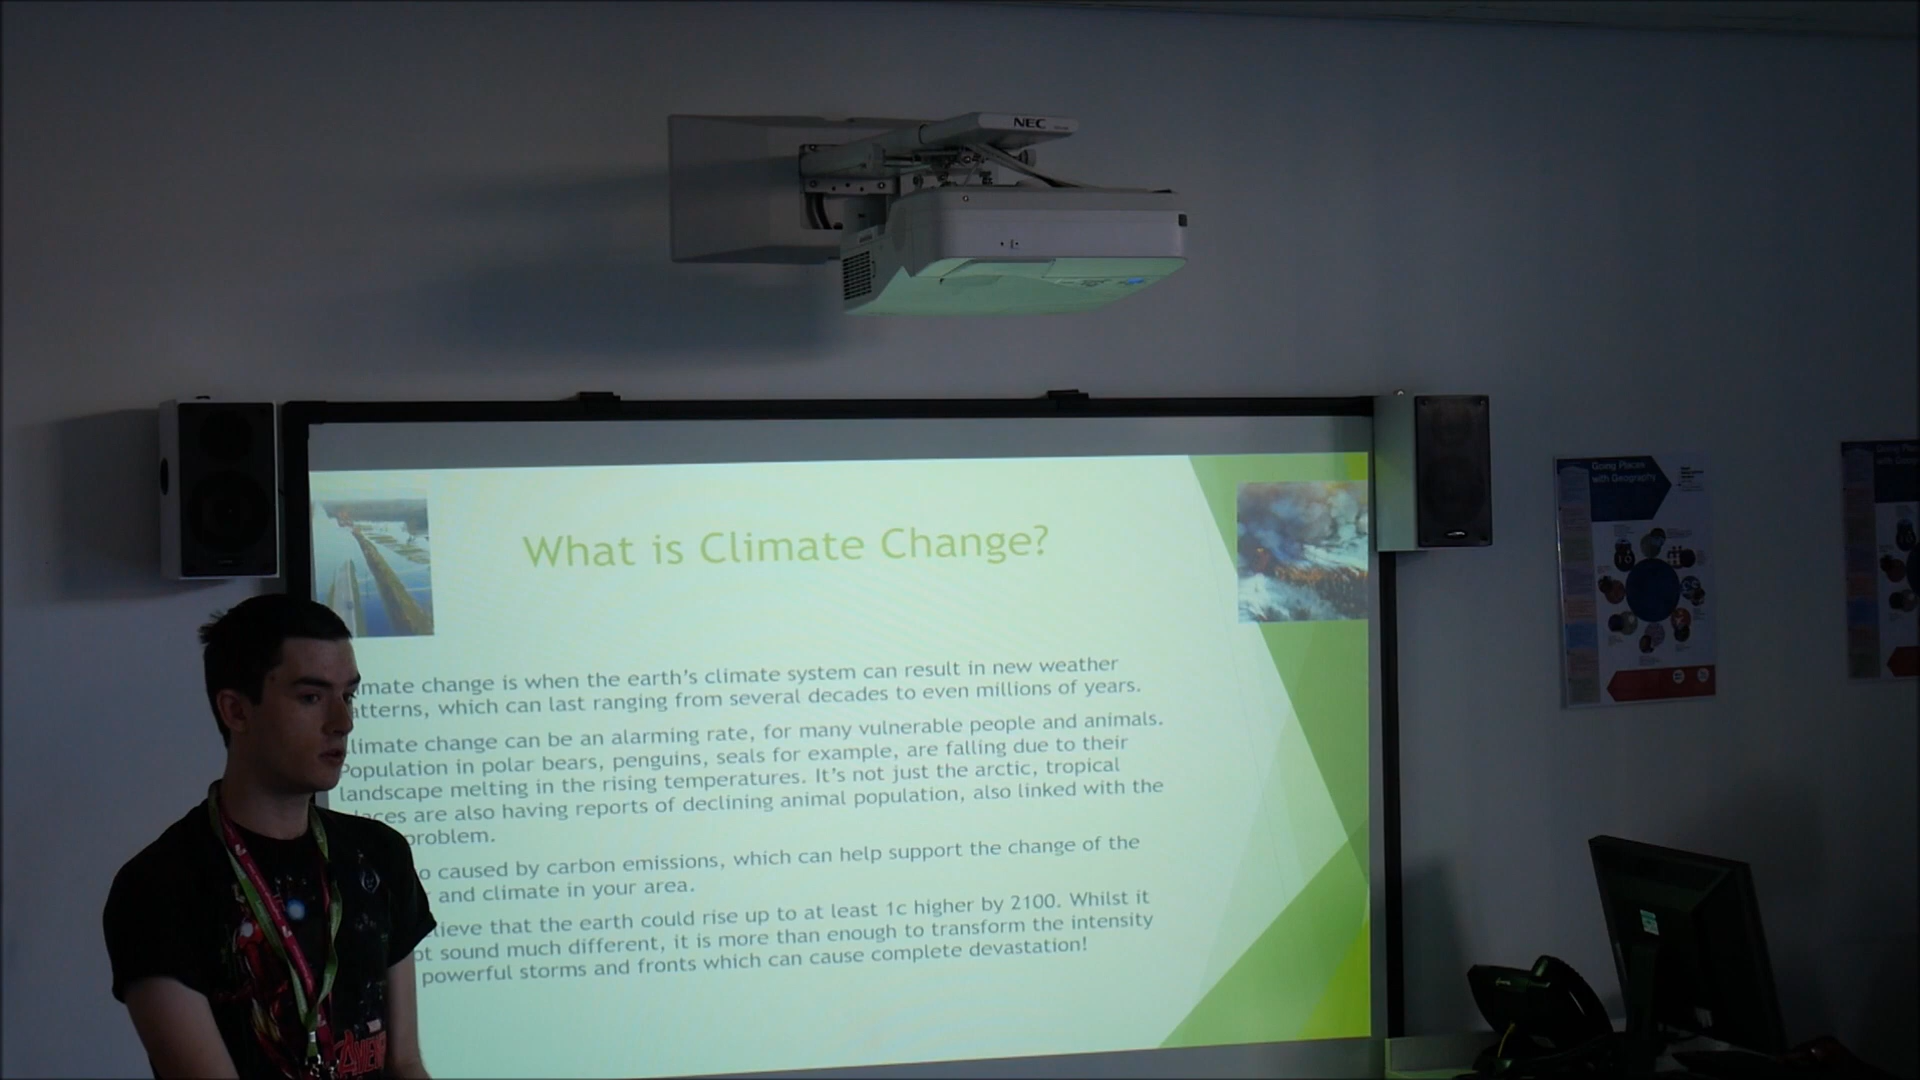 NEC
What is Climate Change?
mate change is when the earth's climate system can result in new weather
atterns, which can last ranging from several decades to even millions of years.
limate change can be an alarming rate, for many vulnerable people and animals.
Population in polar bears, penguins, seals for example, are falling due to their
landscape melting in the rising temperatures. It's not just the arctic, tropical
laces are also having reports of declining animal population, also linked with the
problem.
o caused by carbon emissions, which can help support the change of the
and climate in your area.
lieve that the earth could rise up to at least 1c higher by 2100. Whilst it
ot sound much different, it is more than enough to transform the intensity
powerful storms and fronts which can cause complete devastation!
Going Places
with Geography
Going Places
with Geog
AVENG